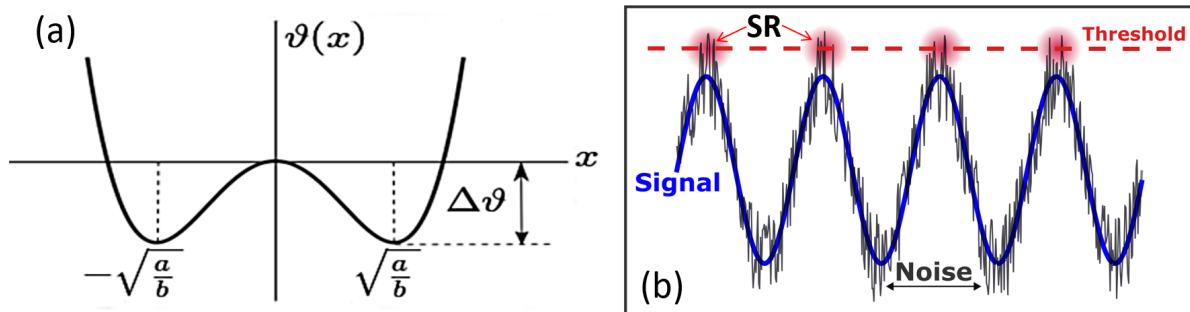 (a)
ϑ(x)
x
Δϑ
−√(a/b)
√(a/b)
SR
Threshold
Signal
Noise
(b)